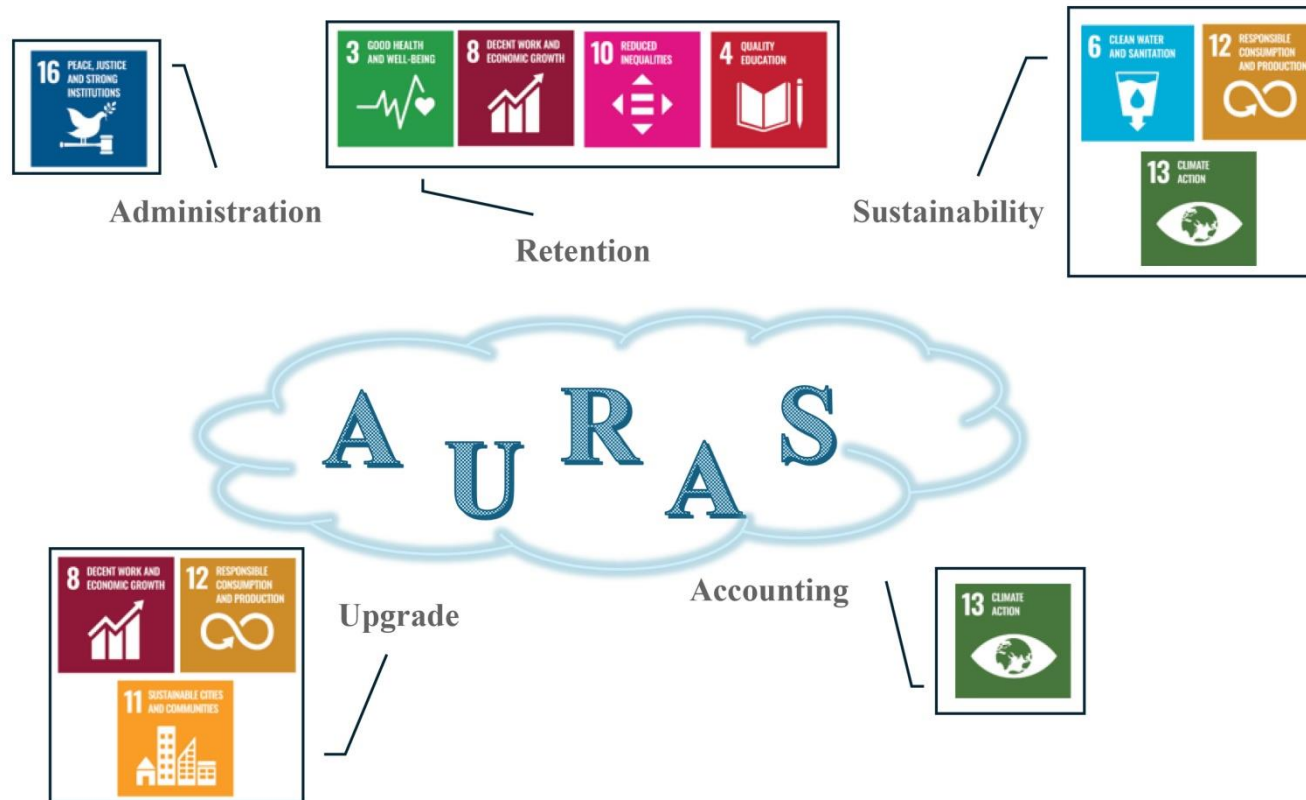 16 PEACE, JUSTICE
AND STRONG
INSTITUTIONS
Administration
3 GOOD HEALTH
AND WELL-BEING
8 DECENT WORK AND
ECONOMIC GROWTH
10 REDUCED
INEQUALITIES
4 QUALITY
EDUCATION
Retention
6 CLEAN WATER
AND SANITATION
12 RESPONSIBLE
CONSUMPTION
AND PRODUCTION
13 CLIMATE
ACTION
Sustainability
A U R A S
8 DECENT WORK AND
ECONOMIC GROWTH
12 RESPONSIBLE
CONSUMPTION
AND PRODUCTION
11 SUSTAINABLE CITIES
AND COMMUNITIES
Upgrade
Accounting
13 CLIMATE
ACTION